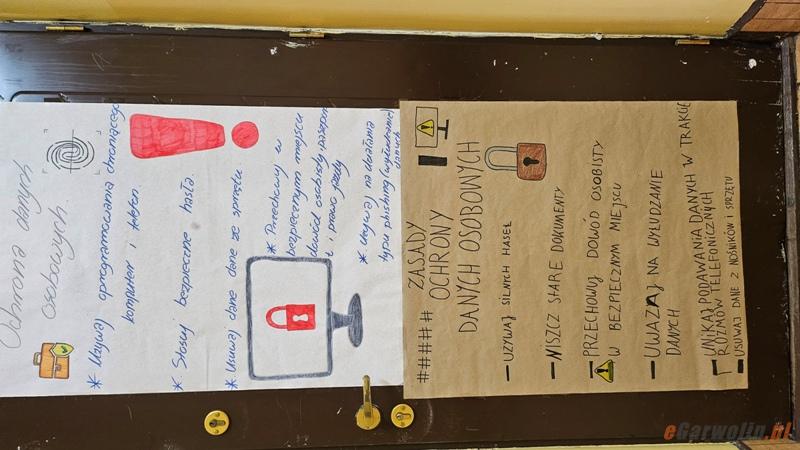 Ochrona danych
osobowych.
* Używaj oprogramowania chroniącego
komputer i telefon
* Stosuj bezpieczne hasła.
* Usuwaj dane dane ze sprzętu
* Przechowuj w
bezpiecznym miejscu
dowód osobisty, paszpor
t i prawo jazdy
* uważaj na działania
typu phishing (wyłudzanie)
danych
ZASADY
##### OCHRONY
DANYCH OSOBOWYCH
- UŻYWAJ SILNYCH HASEŁ
- NISZCZ STARE DOKUMENTY
- PRZECHOWUJ DOWÓD OSOBISTY
W BEZPIECZNYM MIEJSCU
- UWAŻAJ NA WYŁUDZANIE
DANYCH
- UNIKAJ PODAWANIA DANYCH W TRAKCIE
ROZMÓW TELEFONICZNYCH
- USUWAJ DANE Z NOŚNIKÓW I SPRZĘTU
eGarwolin.pl